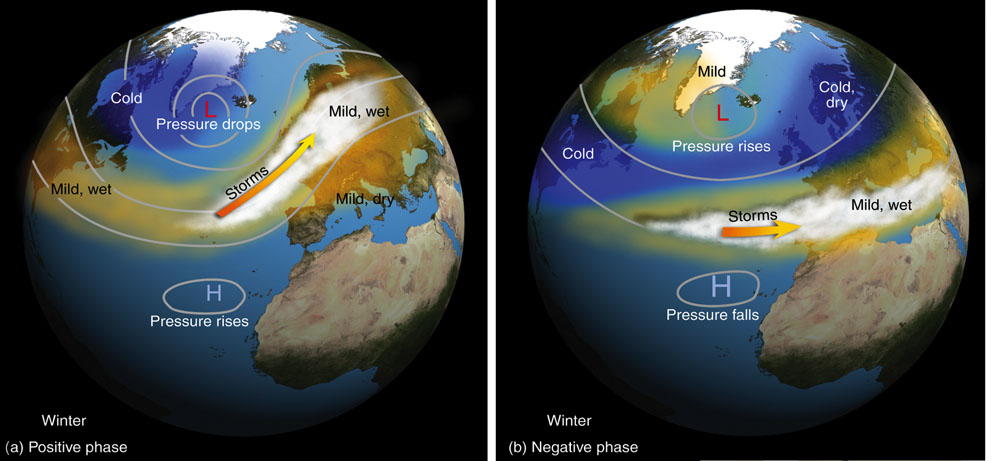 Cold
L
Pressure drops
Mild, wet
Mild, wet
Storms
Mild, dry
H
Pressure rises
Winter
(a) Positive phase
Mild
Cold,
dry
L
Pressure rises
Cold
Storms
Mild, wet
H
Pressure falls
Winter
(b) Negative phase